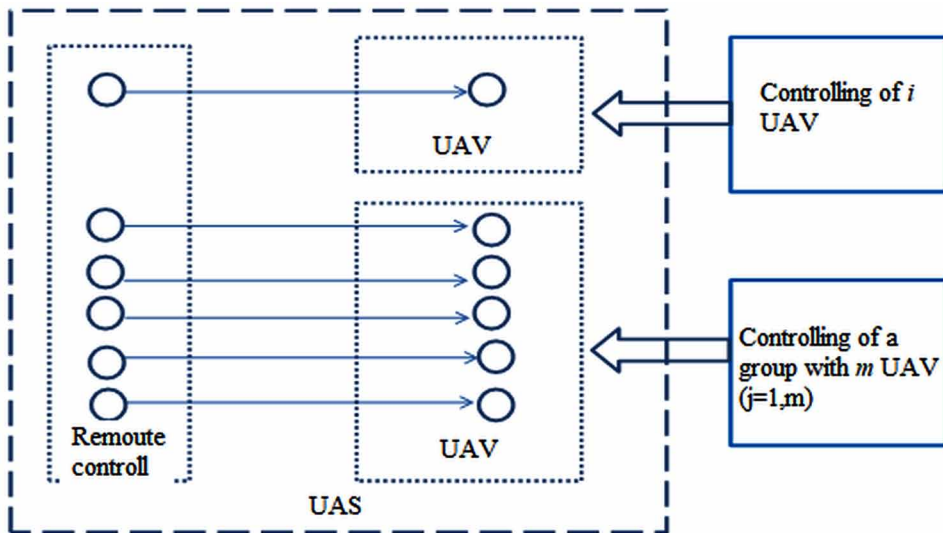 UAV
Controlling of i
UAV
Remoute
controll
UAV
Controlling of a
group with m UAV
(j=1,m)
UAS